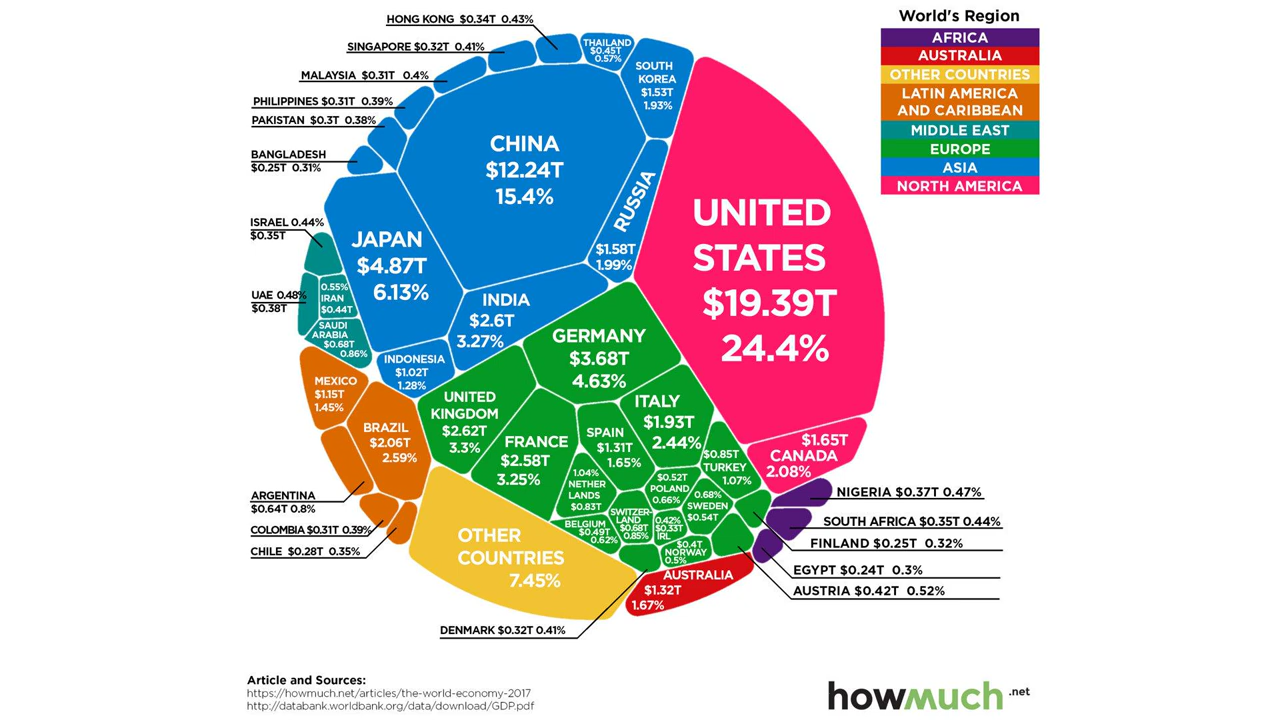 HONG KONG $0.34T 0.43%
SINGAPORE $0.32T 0.41%
MALAYSIA $0.31T 0.4%
PHILIPPINES $0.31T 0.39%
PAKISTAN $0.3T 0.38%
BANGLADESH
$0.25T 0.31%
THAILAND
$0.45T
0.57%
SOUTH
KOREA
$1.53T
1.93%
CHINA
$12.24T
15.4%
RUSSIA
$1.58T
1.99%
JAPAN
$4.87T
6.13%
INDIA
$2.6T
3.27%
INDONESIA
$1.02T
1.28%
ISRAEL 0.44%
$0.35T
UAE 0.48%
$0.38T
0.55%
IRAN
$0.44T
SAUDI
ARABIA
$0.68T
0.86%
UNITED
STATES
$19.39T
24.4%
$1.65T
CANADA
2.08%
GERMANY
$3.68T
4.63%
UNITED
KINGDOM
$2.62T
3.3%
FRANCE
$2.58T
3.25%
ITALY
$1.93T
2.44%
SPAIN
$1.31T
1.65%
1.04%
NETHER
LANDS
$0.83T
$0.85T
TURKEY
1.07%
$0.52T
POLAND
0.66%
0.68%
SWEDEN
$0.54T
SWITZER-
LAND
$0.68T
0.85%
0.42%
$0.33T
IRL
BELGIUM
$0.49T
0.62%
$0.4T
NORWAY
0.5%
MEXICO
$1.15T
1.45%
BRAZIL
$2.06T
2.59%
ARGENTINA
$0.64T 0.8%
COLOMBIA $0.31T 0.39%
CHILE $0.28T 0.35%
OTHER
COUNTRIES
7.45%
AUSTRALIA
$1.32T
1.67%
DENMARK $0.32T 0.41%
NIGERIA $0.37T 0.47%
SOUTH AFRICA $0.35T 0.44%
FINLAND $0.25T 0.32%
EGYPT $0.24T 0.3%
AUSTRIA $0.42T 0.52%
World's Region
AFRICA
AUSTRALIA
OTHER COUNTRIES
LATIN AMERICA
AND CARIBBEAN
MIDDLE EAST
EUROPE
ASIA
NORTH AMERICA
Article and Sources:
https://howmuch.net/articles/the-world-economy-2017
http://databank.worldbank.org/data/download/GDP.pdf
howmuch.net